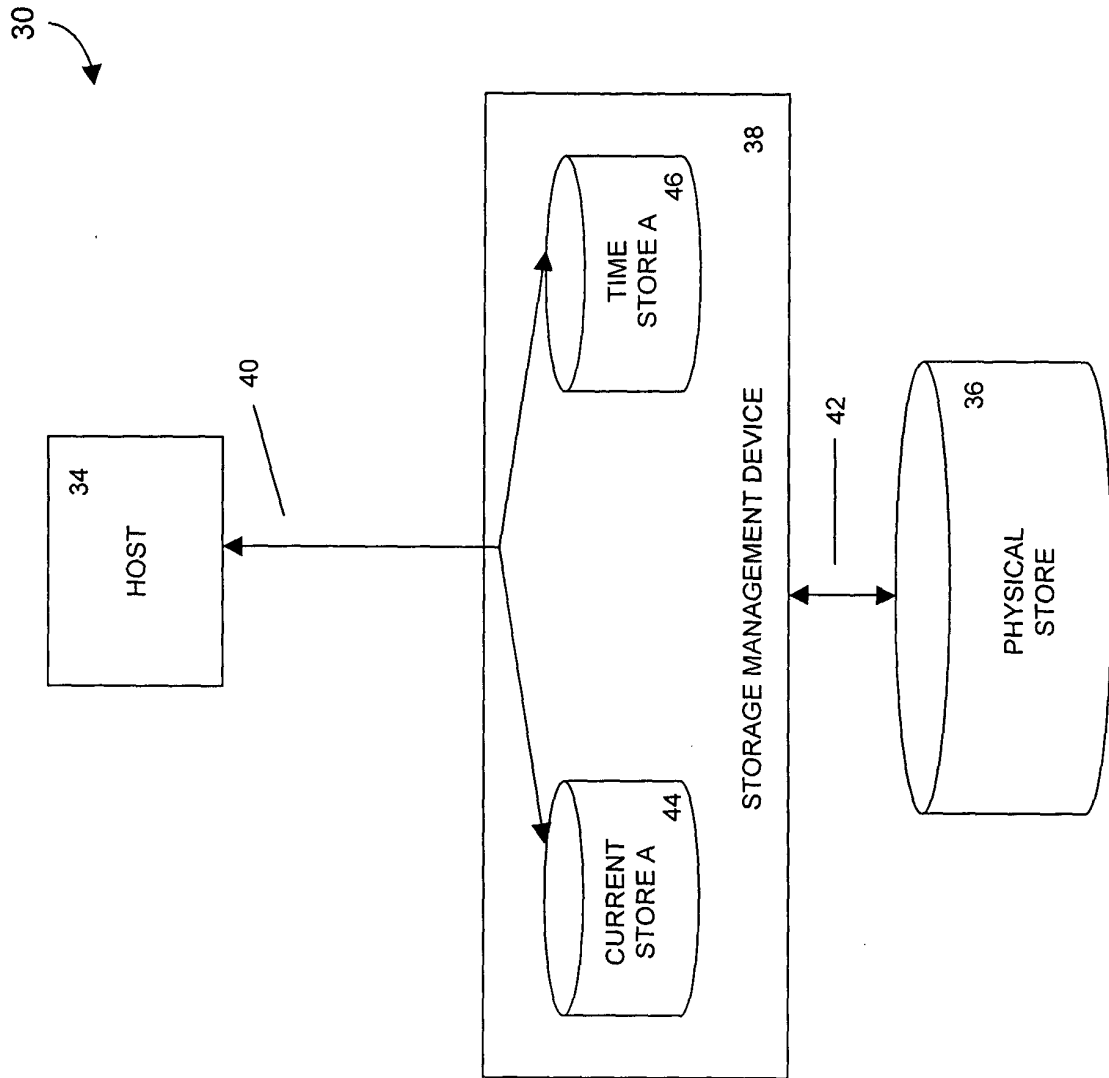 30
34
HOST
40
CURRENT
STORE A
44
TIME
STORE A
46
STORAGE MANAGEMENT DEVICE
38
42
36
PHYSICAL
STORE